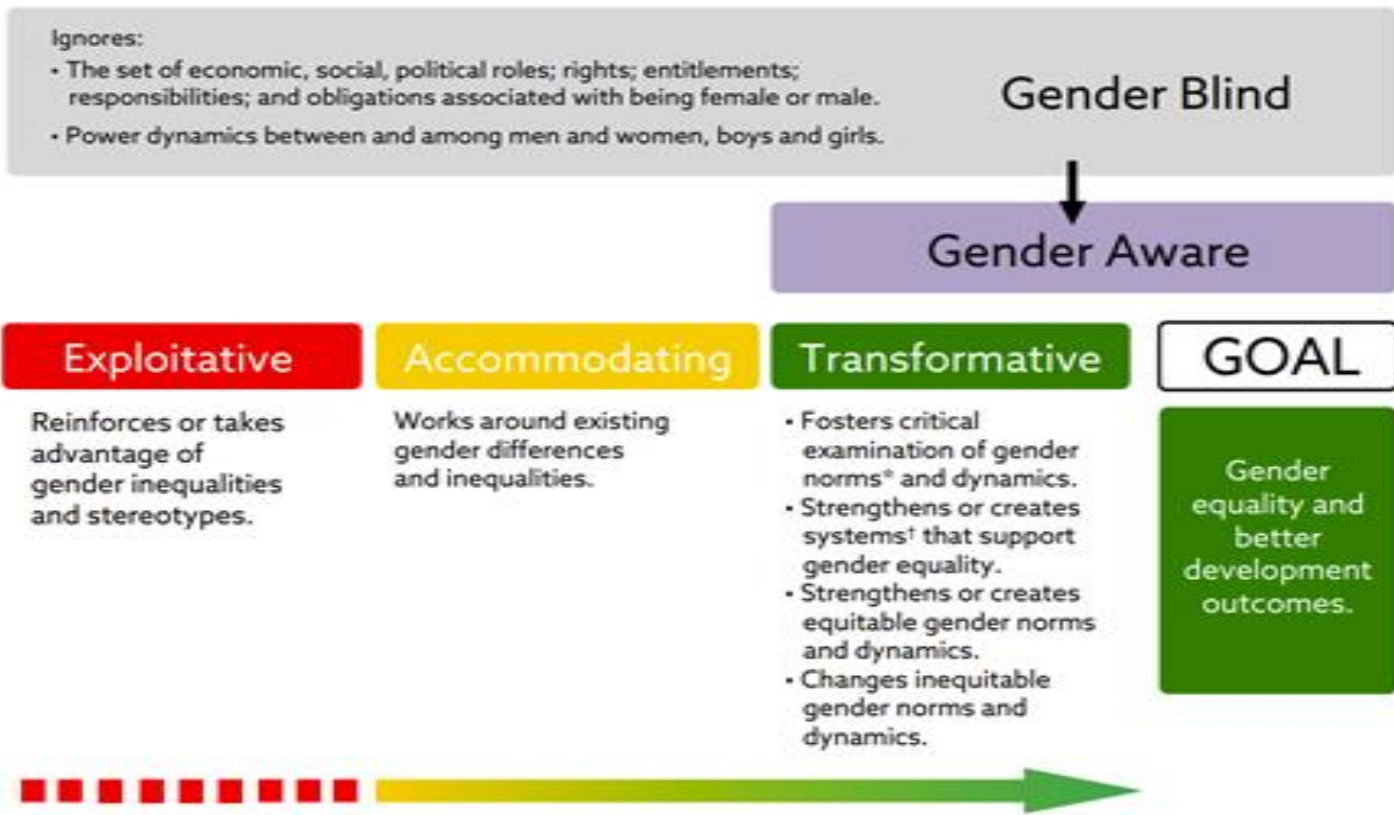 Ignores:
• The set of economic, social, political roles; rights; entitlements;
responsibilities; and obligations associated with being female or male.
• Power dynamics between and among men and women, boys and girls.
Gender Blind
Gender Aware
Exploitative
Reinforces or takes
advantage of
gender inequalities
and stereotypes.
Accommodating
Works around existing
gender differences
and inequalities.
Transformative
• Fosters critical
examination of gender
norms* and dynamics.
• Strengthens or creates
systems† that support
gender equality.
• Strengthens or creates
equitable gender norms
and dynamics.
• Changes inequitable
gender norms and
dynamics.
GOAL
Gender
equality and
better
development
outcomes.